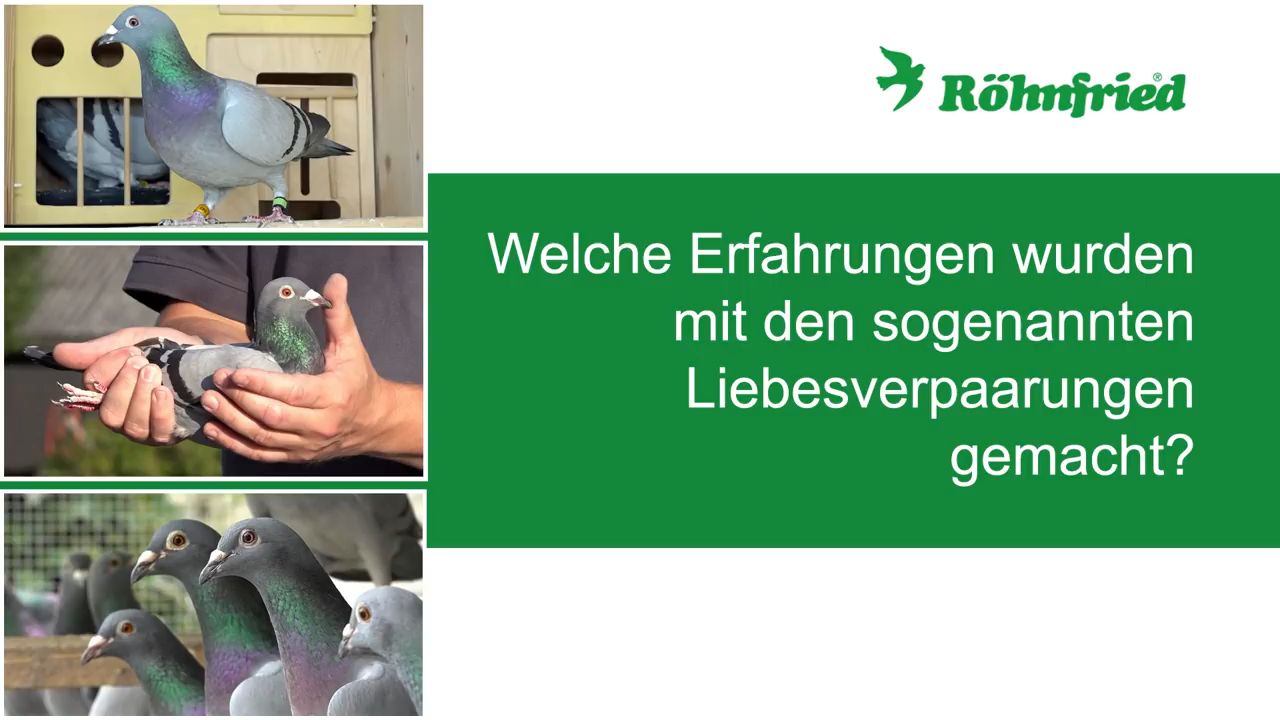 Röhnfried®
Welche Erfahrungen wurden
mit den sogenannten
Liebesverpaarungen
gemacht?